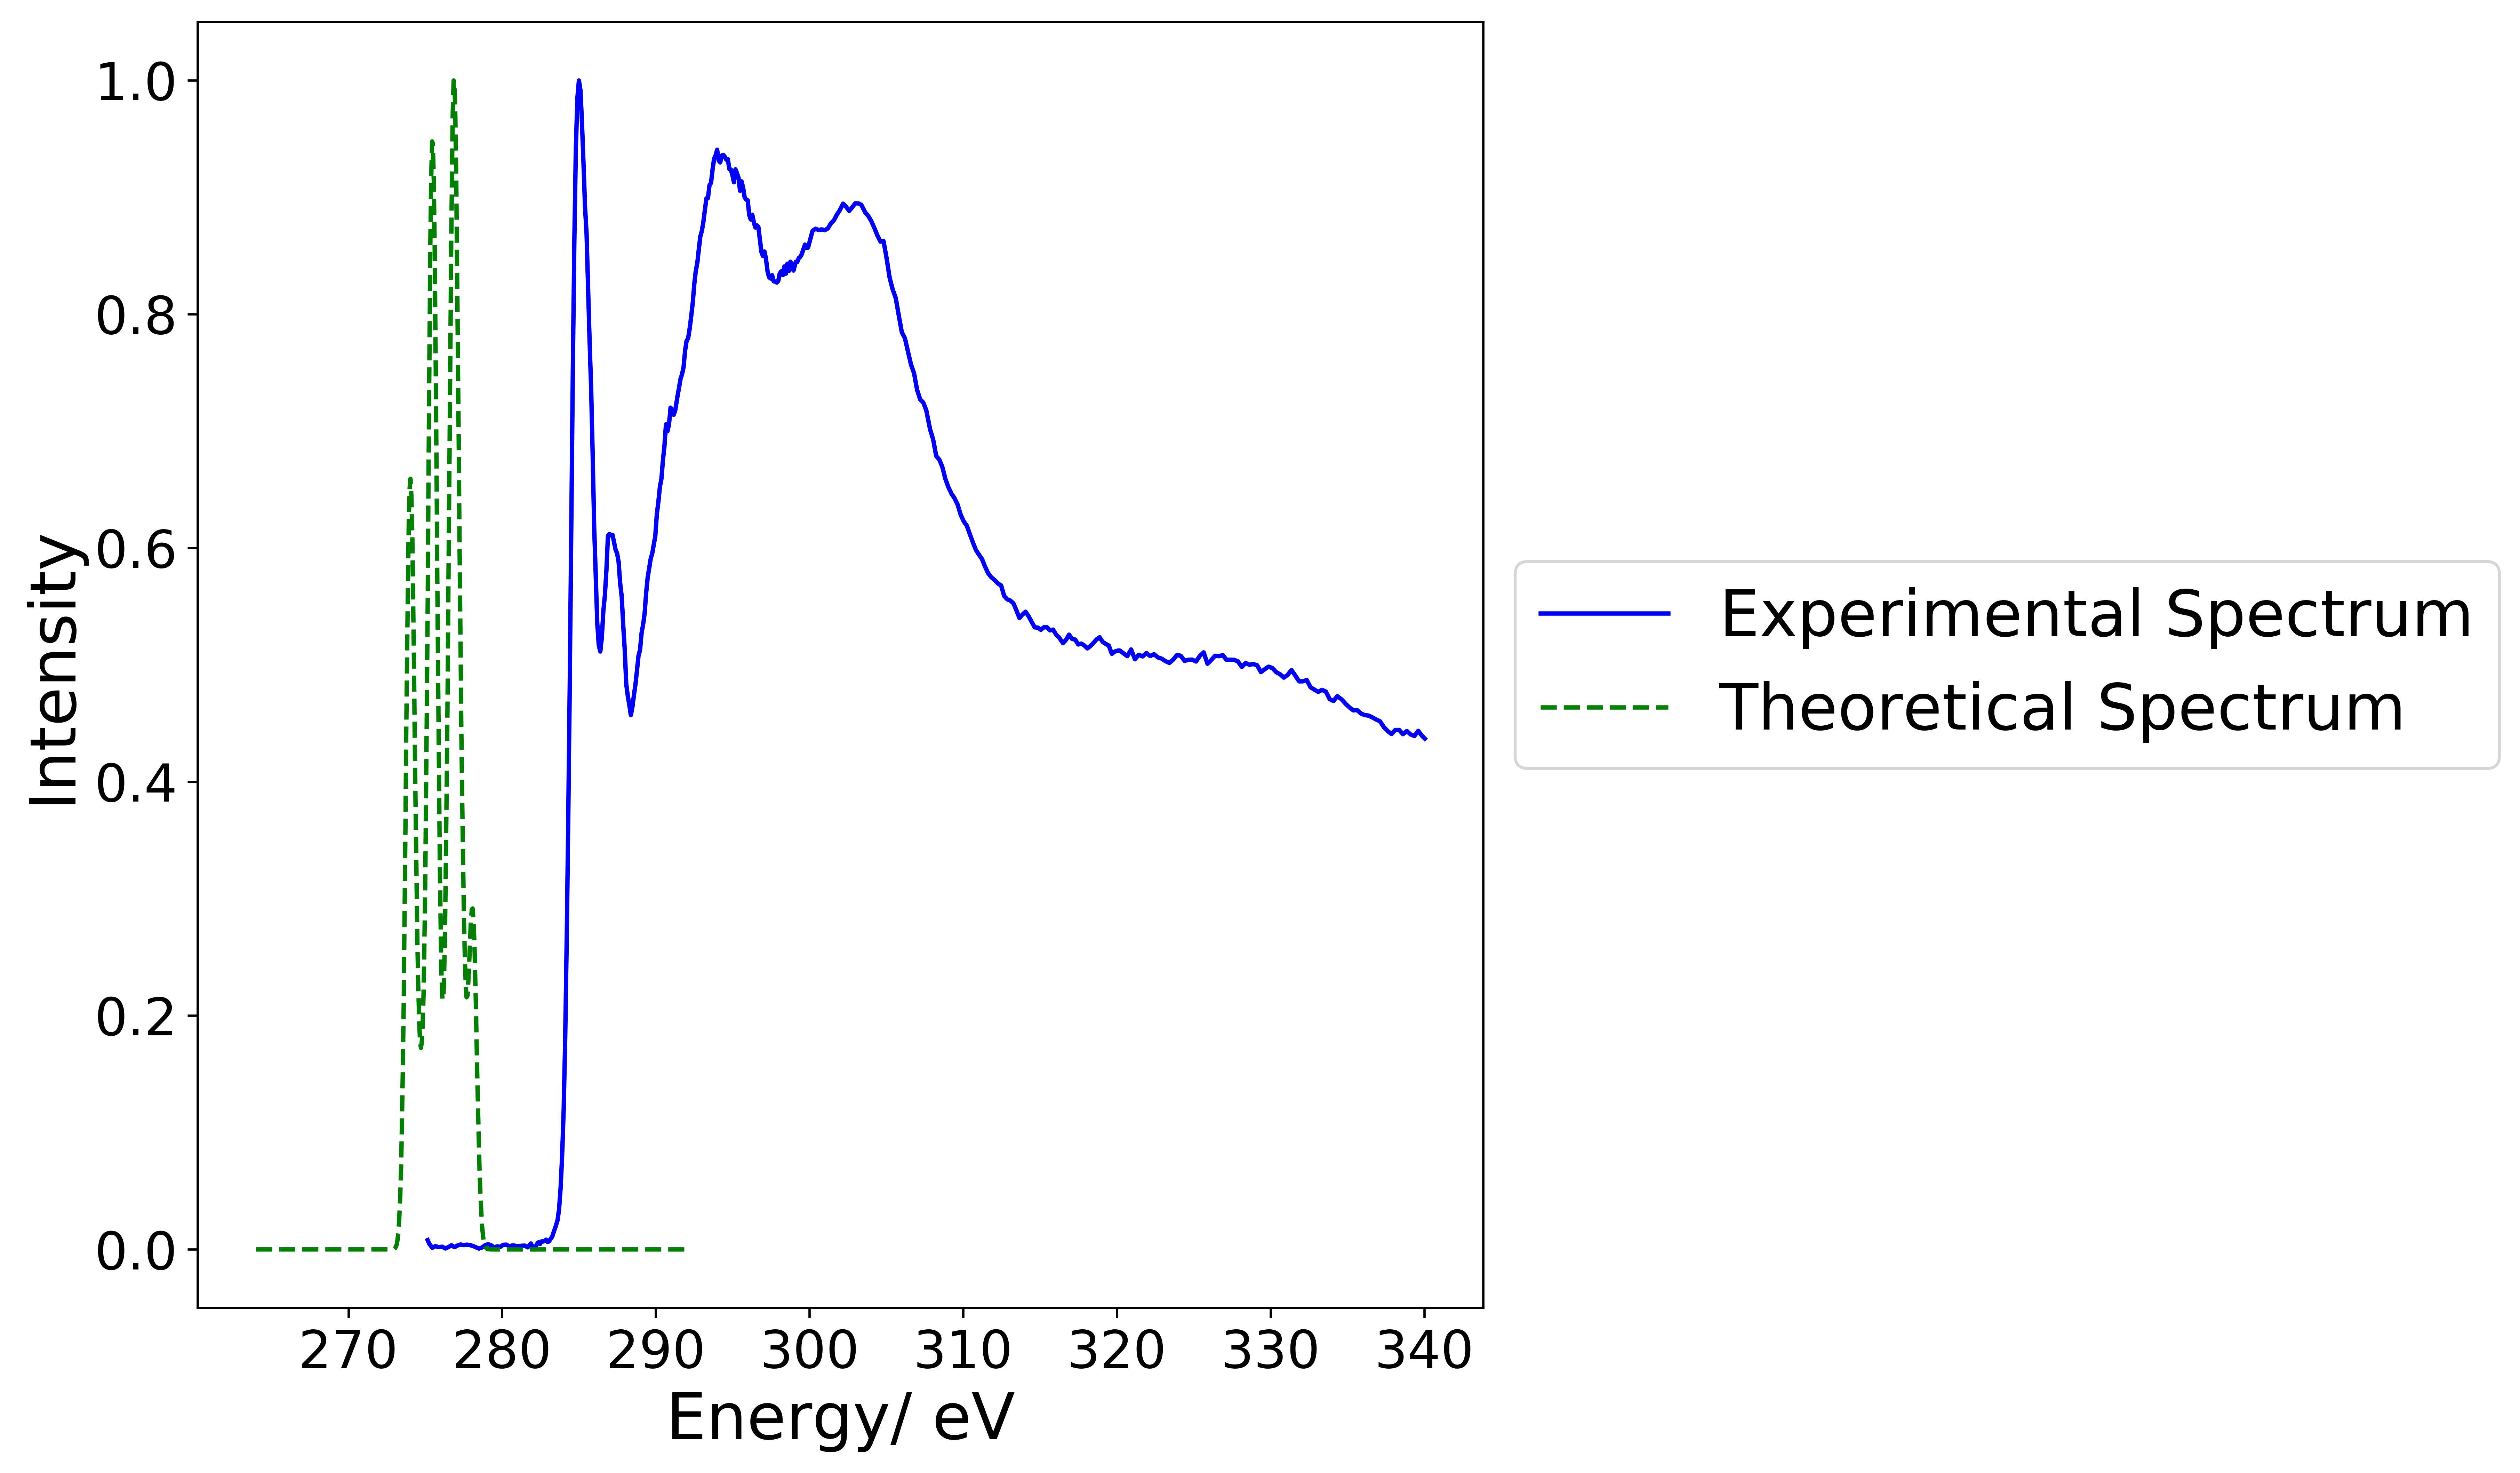 1.0
0.8
0.6
0.4
0.2
0.0
Intensity
270 280 290 300 310 320 330 340
Energy/ eV
Experimental Spectrum
Theoretical Spectrum